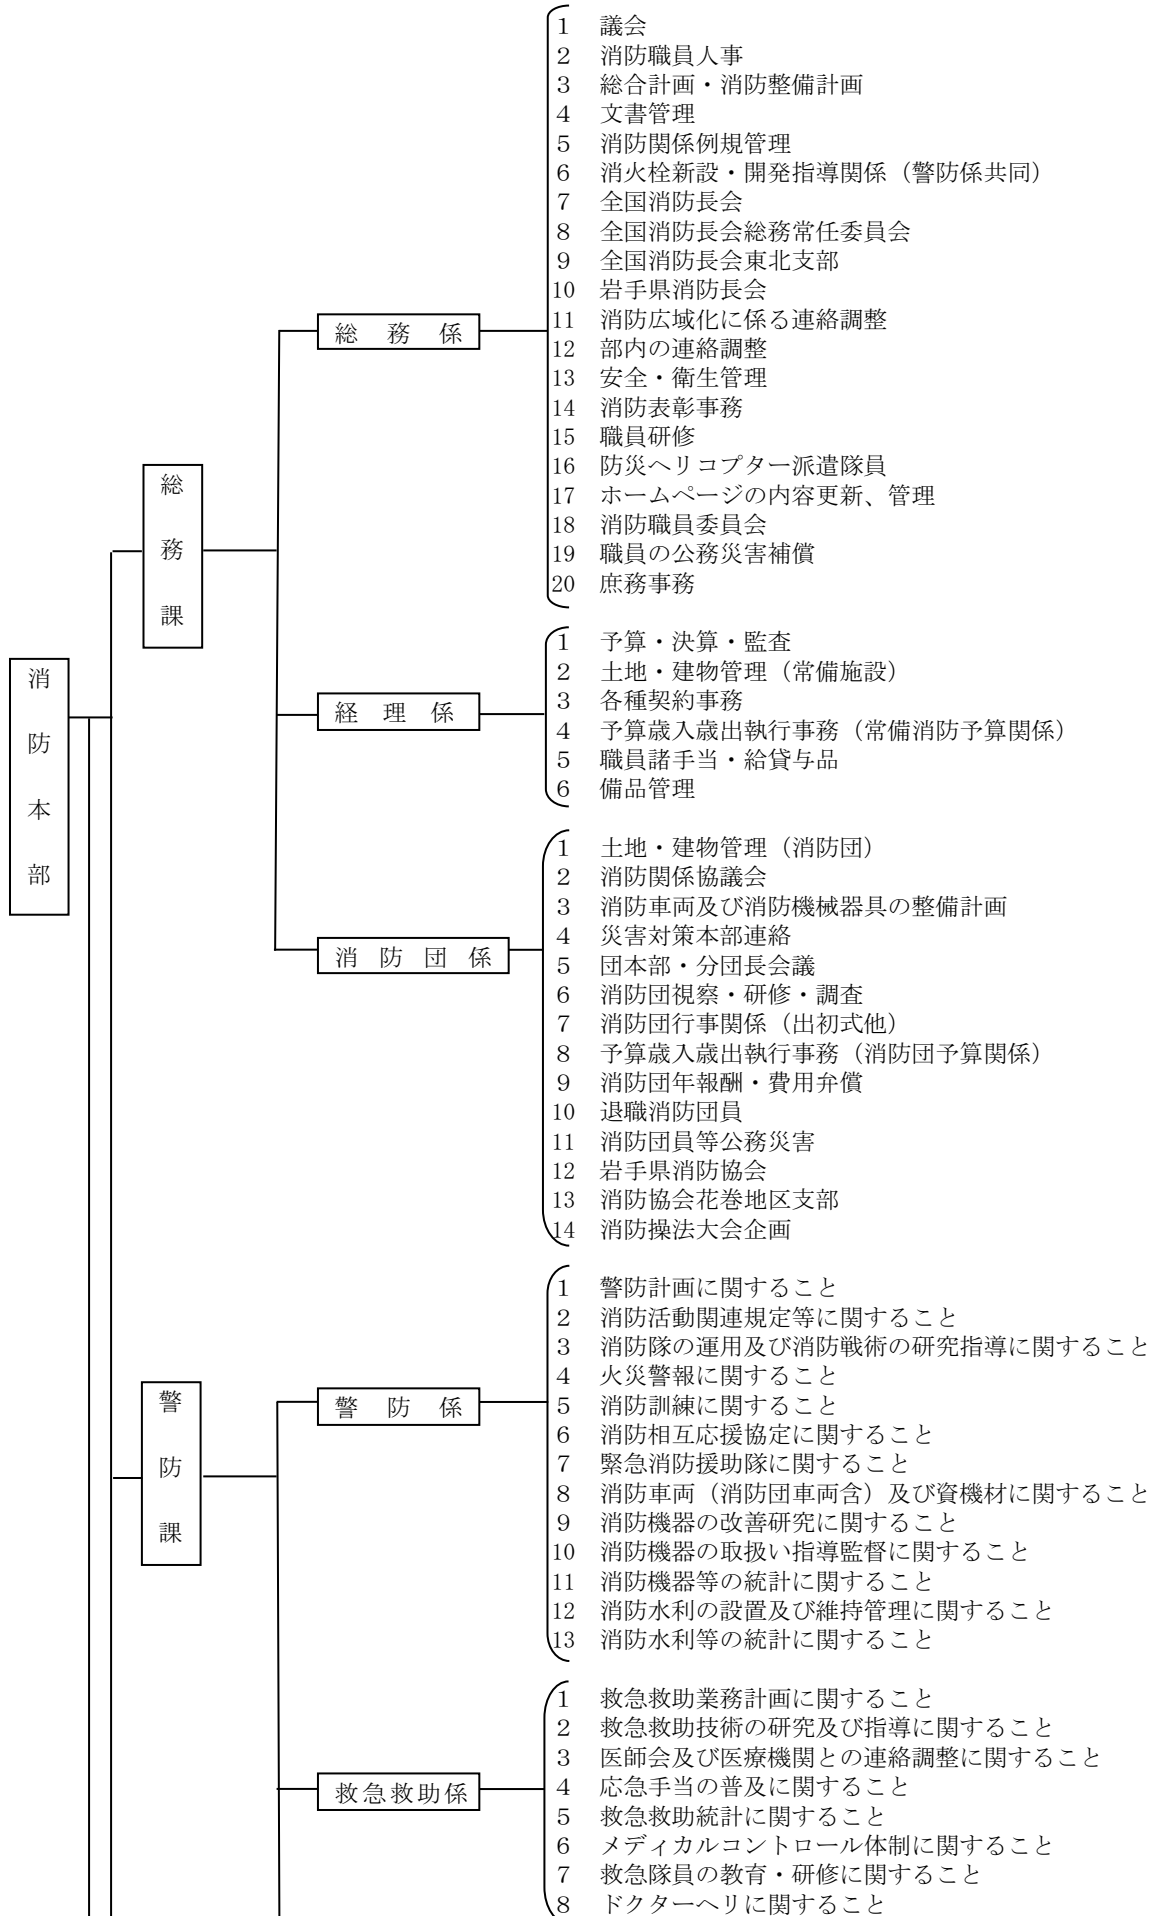 消防本部
総務課
総務係
1 議会
2 消防職員人事
3 総合計画・消防整備計画
4 文書管理
5 消防関係例規管理
6 消火栓新設・開発指導関係(警防係共同)
7 全国消防長会
8 全国消防長会総務常任委員会
9 全国消防長会東北支部
10 岩手県消防長会
11 消防広域化に係る連絡調整
12 部内の連絡調整
13 安全・衛生管理
14 消防表彰事務
15 職員研修
16 防災ヘリコプター派遣隊員
17 ホームページの内容更新、管理
18 消防職員委員会
19 職員の公務災害補償
20 庶務事務
経理係
1 予算・決算・監査
2 土地・建物管理(常備施設)
3 各種契約事務
4 予算歳入歳出執行事務(常備消防予算関係)
5 職員諸手当・給貸与品
6 備品管理
消防団係
1 土地・建物管理(消防団)
2 消防関係協議会
3 消防車両及び消防機械器具の整備計画
4 災害対策本部連絡
5 団本部・分団長会議
6 消防団視察・研修・調査
7 消防団行事関係(出初式他)
8 予算歳入歳出執行事務(消防団予算関係)
9 消防団年報酬・費用弁償
10 退職消防団員
11 消防団員等公務災害
12 岩手県消防協会
13 消防協会花巻地区支部
14 消防操法大会企画
警防課
警防係
1 警防計画に関すること
2 消防活動関連規定等に関すること
3 消防隊の運用及び消防戦術の研究指導に関すること
4 火災警報に関すること
5 消防訓練に関すること
6 消防相互応援協定に関すること
7 緊急消防援助隊に関すること
8 消防車両(消防団車両含)及び資機材に関すること
9 消防機器の改善研究に関すること
10 消防機器の取扱い指導監督に関すること
11 消防機器等の統計に関すること
12 消防水利の設置及び維持管理に関すること
13 消防水利等の統計に関すること
救急救助係
1 救急救助業務計画に関すること
2 救急救助技術の研究及び指導に関すること
3 医師会及び医療機関との連絡調整に関すること
4 応急手当の普及に関すること
5 救急救助統計に関すること
6 メディカルコントロール体制に関すること
7 救急隊員の教育・研修に関すること
8 ドクターヘリに関すること